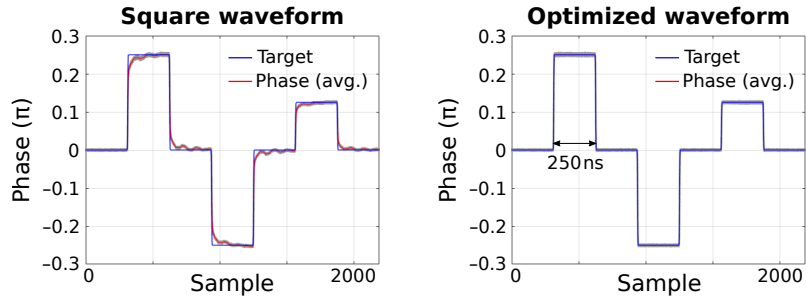 Square waveform
0.3
0.2
0.1
0
−0.1
−0.2
−0.3
Phase (π)
Target
Phase (avg.)
0
2000
Sample
Optimized waveform
0.3
0.2
0.1
0
−0.1
−0.2
−0.3
Phase (π)
Target
Phase (avg.)
250 ns
0
2000
Sample